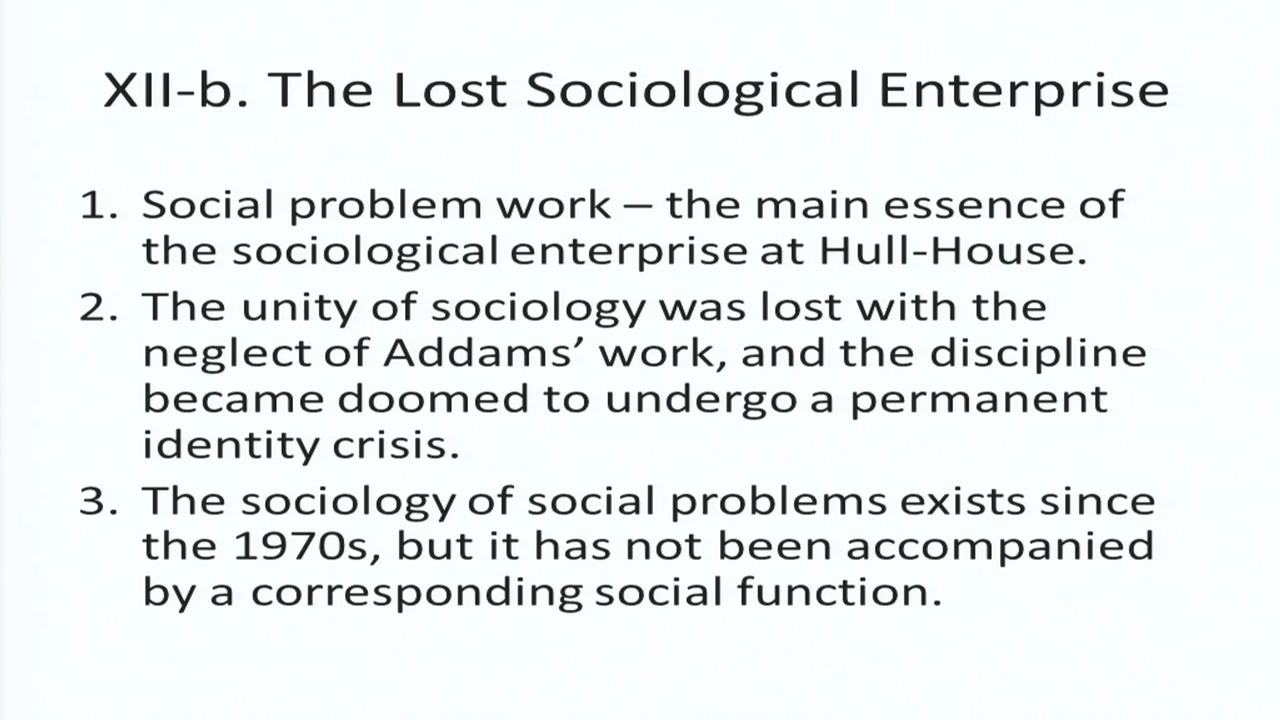 XII-b. The Lost Sociological Enterprise
1. Social problem work – the main essence of
the sociological enterprise at Hull-House.
2. The unity of sociology was lost with the
neglect of Addams’ work, and the discipline
became doomed to undergo a permanent
identity crisis.
3. The sociology of social problems exists since
the 1970s, but it has not been accompanied
by a corresponding social function.